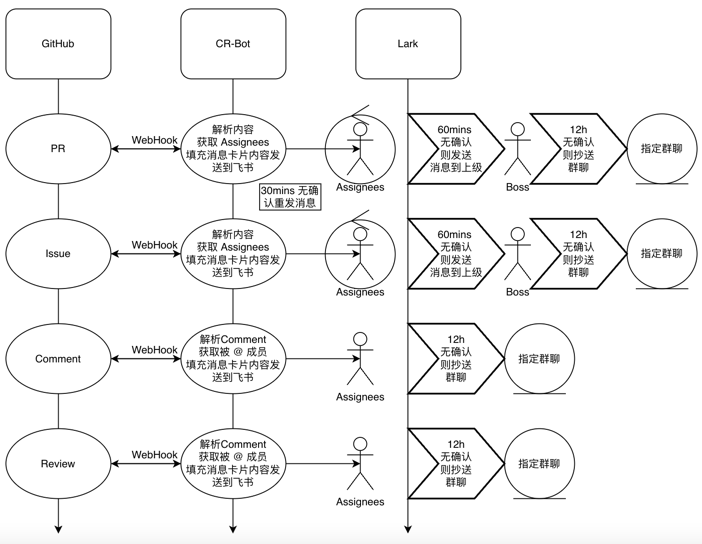 GitHub
CR-Bot
Lark
PR
WebHook
解析内容
获取 Assignees
填充消息卡片内容发
送到飞书
Assignees
60mins
无确认
则发送
消息到上级
Boss
12h
无确认
则抄送
群聊
指定群聊
30mins 无确
认重发消息
Issue
WebHook
解析内容
获取 Assignees
填充消息卡片内容发
送到飞书
Assignees
60mins
无确认
则发送
消息到上级
Boss
12h
无确认
则抄送
群聊
指定群聊
Comment
WebHook
解析Comment
获取被 @ 成员
填充消息卡片内容发
送到飞书
Assignees
12h
无确认
则抄送
群聊
指定群聊
Review
WebHook
解析Comment
获取被 @ 成员
填充消息卡片内容发
送到飞书
Assignees
12h
无确认
则抄送
群聊
指定群聊